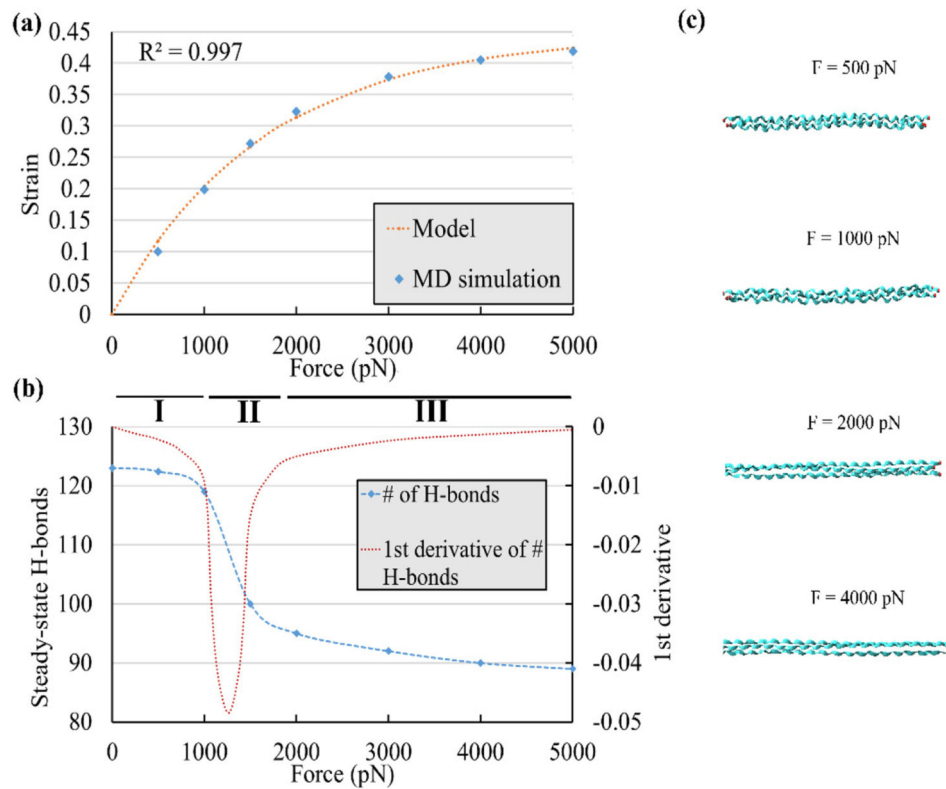 (a)
R² = 0.997
0.45
0.4
0.35
0.3
0.25
0.2
0.15
0.1
0.05
0
Strain
Model
MD simulation
0 1000 2000 3000 4000 5000
Force (pN)
(b)
I II III
130
120
110
100
90
80
Steady-state H-bonds
# of H-bonds
1st derivative of #
H-bonds
0
-0.01
-0.02
-0.03
-0.04
-0.05
1st derivative
0 1000 2000 3000 4000 5000
Force (pN)
(c)
F = 500 pN
F = 1000 pN
F = 2000 pN
F = 4000 pN